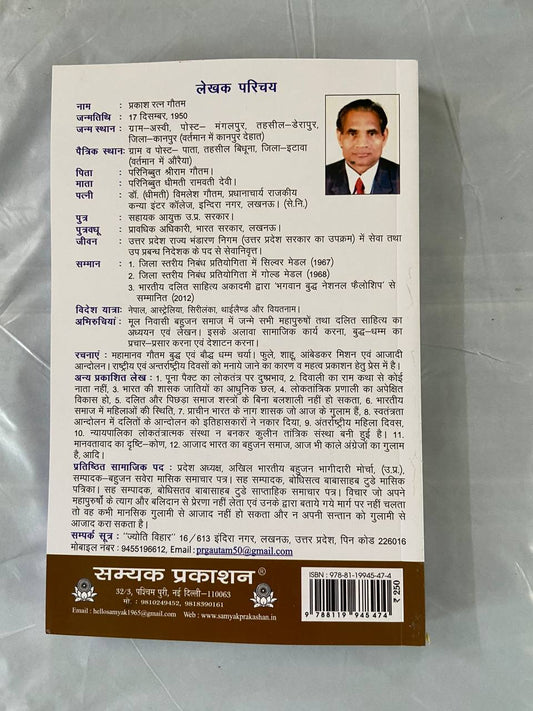 लेखक परिचय
नाम : प्रकाश रत्न गौतम
जन्मतिथि : 17 दिसम्बर, 1950
जन्म स्थान : ग्राम-अस्वी, पोस्ट– मंगलपुर, तहसील-डेरापुर,
जिला-कानपुर (वर्तमान में कानपुर देहात)
पैत्रिक स्थानः ग्राम व पोस्ट– पाता, तहसील बिधूना, जिला-इटावा
(वर्तमान में औरैया)
पिता : परिनिब्बुत श्रीराम गौतम।
माता : परिनिब्बुत श्रीमती रामवती देवी।
पत्नी : डॉ. (श्रीमती) विमलेश गौतम, प्रधानाचार्य राजकीय
कन्या इंटर कॉलेज, इन्दिरा नगर, लखनऊ। (से.नि.)
पुत्र : सहायक आयुक्त उ.प्र. सरकार।
पुत्रवधू : प्रावधिक अधिकारी, भारत सरकार, लखनऊ।
जीवन : उत्तर प्रदेश राज्य भंडारण निगम (उत्तर प्रदेश सरकार का उपक्रम) में सेवा तथा
उप प्रबन्ध निदेशक के पद से सेवानिवृत्त।
सम्मान : 1. जिला स्तरीय निबंध प्रतियोगिता में सिल्वर मेडल (1967)
2. जिला स्तरीय निबंध प्रतियोगिता में गोल्ड मेडल (1968)
3. भारतीय दलित साहित्य अकादमी द्वारा 'भगवान बुद्ध नेशनल फैलोशिप' से
सम्मानित (2012)
विदेश यात्राः नेपाल, आस्ट्रेलिया, सिरीलंका, थाईलैण्ड और वियतनाम।
अभिरुचियां : मूल निवासी बहुजन समाज में जन्मे सभी महापुरुषों तथा दलित साहित्य का
अध्ययन एवं लेखन। इसके अलावा सामाजिक कार्य करना, बुद्ध-धम्म का
प्रचार-प्रसार करना एवं देशाटन करना।
रचनाएं : महामानव गौतम बुद्ध एवं बौद्ध धम्म चर्या। फुले, शाहू, आंबेडकर मिशन एवं आजादी
आन्दोलन। राष्ट्रीय एवं अन्तर्राष्ट्रीय दिवसों को मनाये जाने का कारण व महत्व प्रकाशन हेतु प्रेस में है।
अन्य प्रकाशित लेख : 1. पूना पैक्ट का लोकतंत्र पर दुष्प्रभाव, 2. दिवाली का राम कथा से कोई
नाता नहीं, 3. भारत की शासक जातियों का आधुनिक छल, 4. लोकतांत्रिक प्रणाली का अपेक्षित
विकास हो, 5. दलित और पिछड़ा समाज शस्त्रों के बिना बलशाली नहीं हो सकता, 6. भारतीय
समाज में महिलाओं की स्थिति, 7. प्राचीन भारत के नाग शासक जो आज के गुलाम हैं, 8. स्वतंत्रता
आन्दोलन में दलितों के आन्दोलन को इतिहासकारों ने नकार दिया, 9. अंतर्राष्ट्रीय महिला दिवस,
10. न्यायपालिका लोकतंत्रात्मक संस्था न बनकर कुलीन तांत्रिक संस्था बनी हुई है। 11.
मानवतावाद का दृष्टि-कोण, 12. आजाद भारत का बहुजन समाज, आज भी काले अंग्रेजों का गुलाम
है, आदि।
प्रतिष्ठित सामाजिक पद : प्रदेश अध्यक्ष, अखिल भारतीय बहुजन भागीदारी मोर्चा, (उ.प्र.),
सम्पादक–बहुजन सवेरा मासिक समाचार पत्र। सह सम्पादक, बोधिसत्व बाबासाहब टुडे मासिक
पत्रिका। सह सम्पादक, बोधिसतव बाबासाहब टुडे साप्ताहिक समाचार पत्र। विचार जो अपने
महापुरुषों के त्याग और बलिदान से प्रेरणा नहीं लेता एवं उनके द्वारा बताये गये मार्ग पर नहीं चलता
तो वह कभी मानसिक गुलामी से आजाद नहीं हो सकता और न अपनी सन्तान को गुलामी से
आजाद करा सकता है।
सम्पर्क सूत्र : "ज्योति विहार" 16/613 इंदिरा नगर, लखनऊ, उत्तर प्रदेश, पिन कोड 226016
मोबाइल नंबर : 9455196612, Email : prgautam50@gmail.com
सम्यक प्रकाशन®
32/3, पश्चिम पुरी, नई दिल्ली-110063
मो. : 9810249452, 9818390161
Email : hellosamyak1965@gmail.com Web : www.samyakprakashan.in
ISBN : 978-81-19945-47-4
9 788119 945474
₹ 250